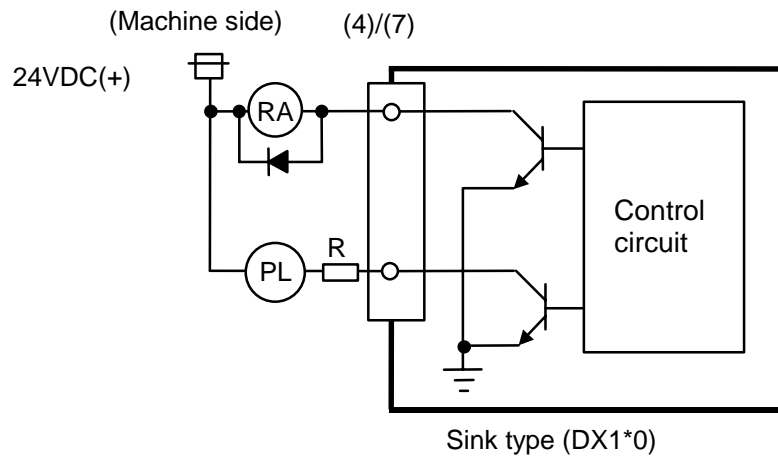 (Machine side)
(4)/(7)
24VDC(+)
RA
Control
circuit
R
PL
Sink type (DX1*0)